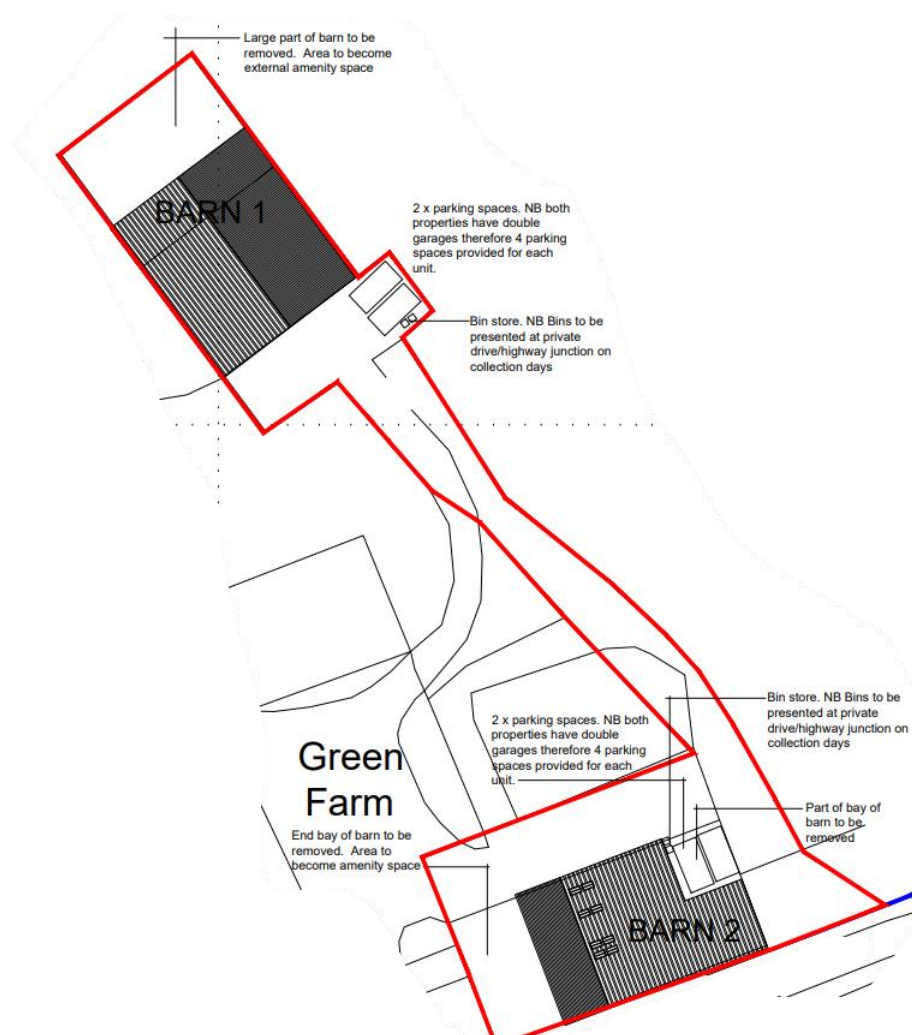 Large part of barn to be
removed. Area to become
external amenity space
BARN 1
2 x parking spaces. NB both
properties have double
garages therefore 4 parking
spaces provided for each
unit.
Bin store. NB Bins to be
presented at private
drive/highway junction on
collection days
Bin store. NB Bins to be
presented at private
drive/highway junction on
collection days
2 x parking spaces. NB both
properties have double
garages therefore 4 parking
spaces provided for each
unit.
Green
Farm
Part of bay of
barn to be
removed
End bay of barn to be
removed. Area to
become amenity space
BARN 2